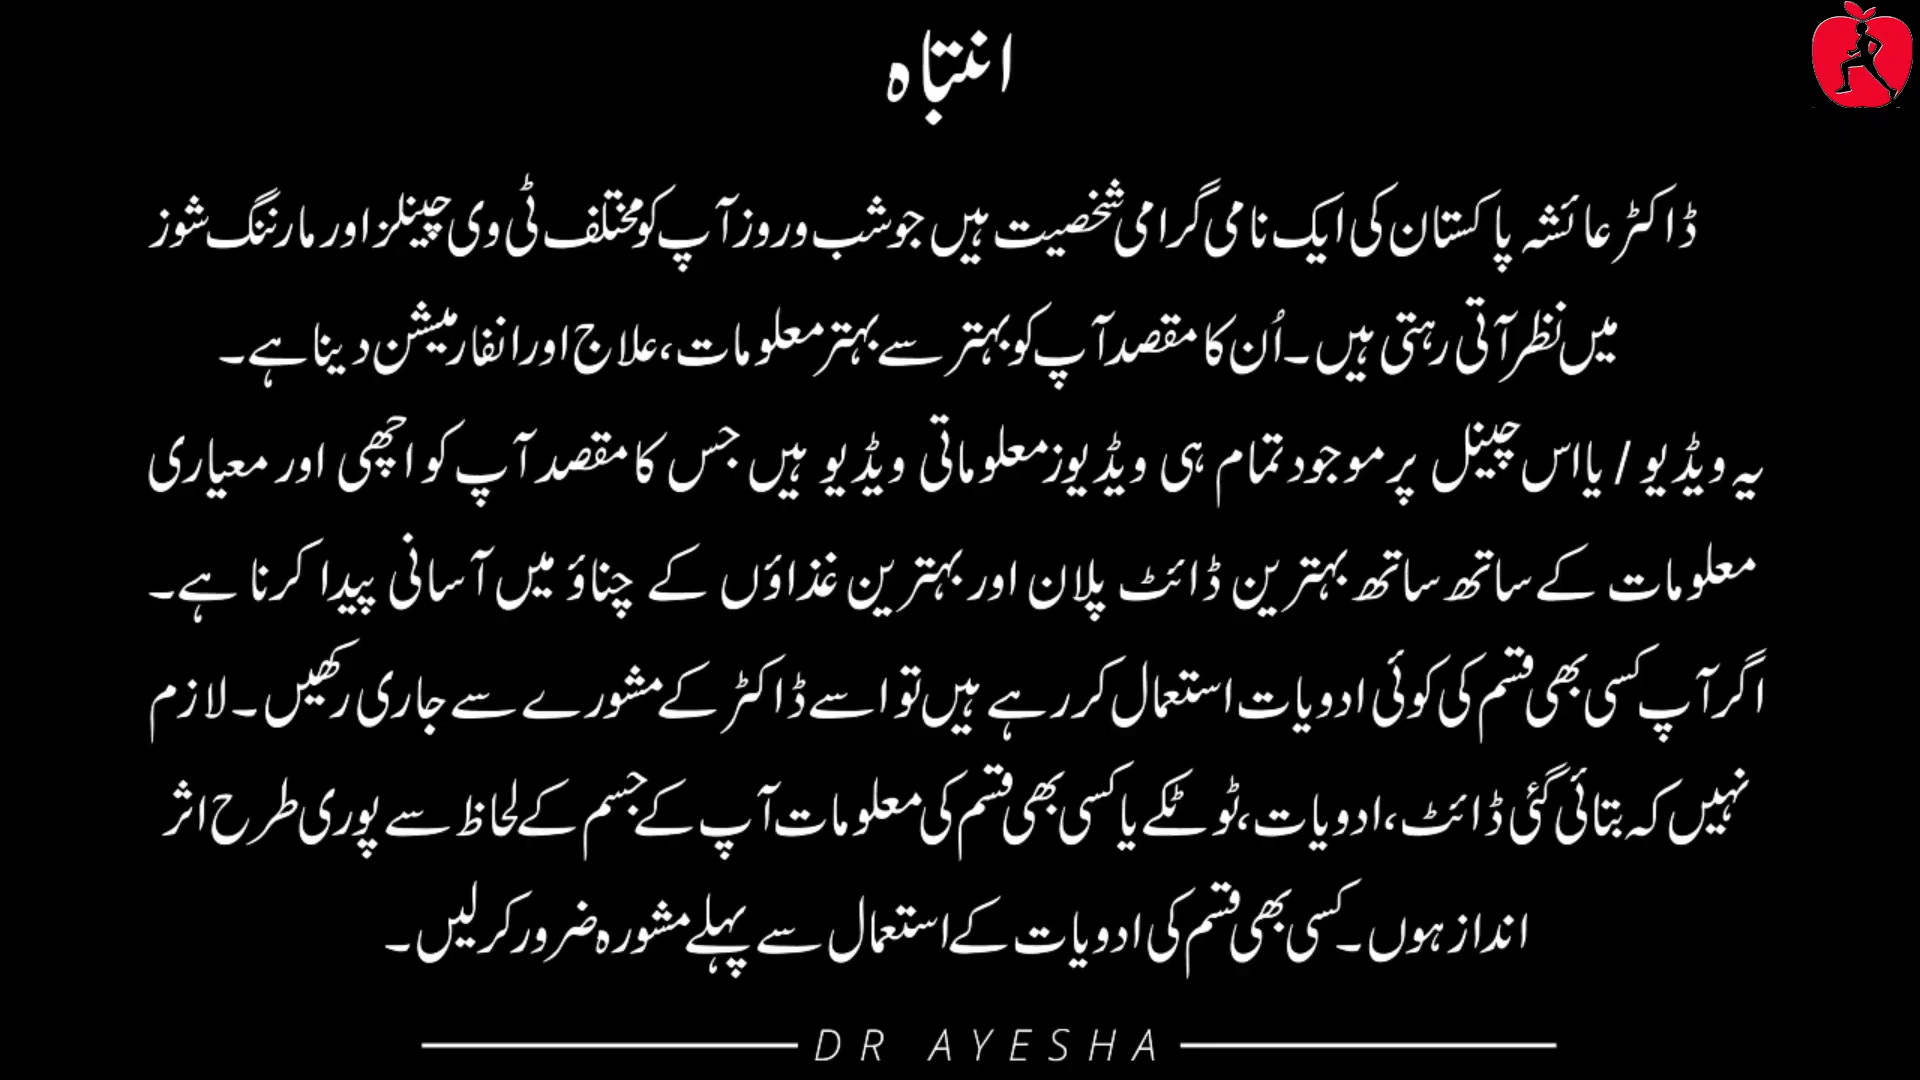 انتباہ
ڈاکٹر عائشہ پاکستان کی ایک نامی گرامی شخصیت ہیں جو شب و روز آپ کو مختلف ٹی وی چینلز اور مارننگ شوز
میں نظر آتی رہتی ہیں۔ اُن کا مقصد آپ کو بہتر سے بہتر معلومات، علاج اور انفارمیشن دینا ہے۔
یہ ویڈیو / یا اس چینل پر موجود تمام ہی ویڈیوز معلوماتی ویڈیو ہیں جس کا مقصد آپ کو اچھی اور معیاری
معلومات کے ساتھ ساتھ بہترین ڈائٹ پلان اور بہترین غذاؤں کے چناؤ میں آسانی پیدا کرنا ہے۔
اگر آپ کسی بھی قسم کی کوئی ادویات استعمال کر رہے ہیں تو اسے ڈاکٹر کے مشورے سے جاری رکھیں۔ لازم
نہیں کہ بتائی گئی ڈائٹ، ادویات، ٹوٹکے یا کسی بھی قسم کی معلومات آپ کے جسم کے لحاظ سے پوری طرح اثر
انداز ہوں۔ کسی بھی قسم کی ادویات کے استعمال سے پہلے مشورہ ضرور کر لیں۔
DR AYESHA